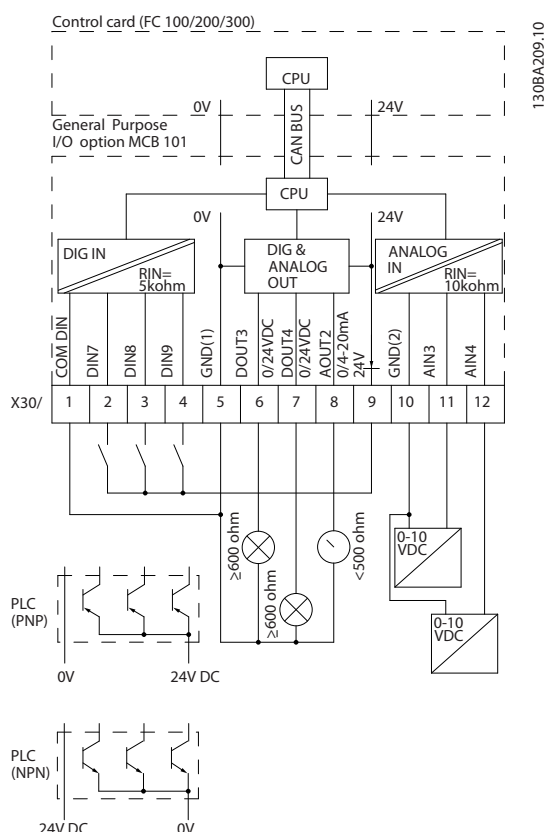 Control card (FC 100/200/300)
130BA209.10
CPU
0V
24V
General Purpose
I/O option MCB 101
CAN BUS
CPU
0V
24V
DIG IN
RIN=
5kohm
DIG &
ANALOG
OUT
ANALOG
IN
RIN=
10kohm
COM DIN
DIN7
DIN8
DIN9
GND(1)
DOUT3
0/24VDC
DOUT4
0/24VDC
AOUT2
0/4-20mA
24V
GND(2)
AIN3
AIN4
X30/
1
2
3
4
5
6
7
8
9
10
11
12
≥600 ohm
≥600 ohm
<500 ohm
0-10
VDC
0-10
VDC
PLC
(PNP)
0V
24V DC
PLC
(NPN)
24V DC
0V